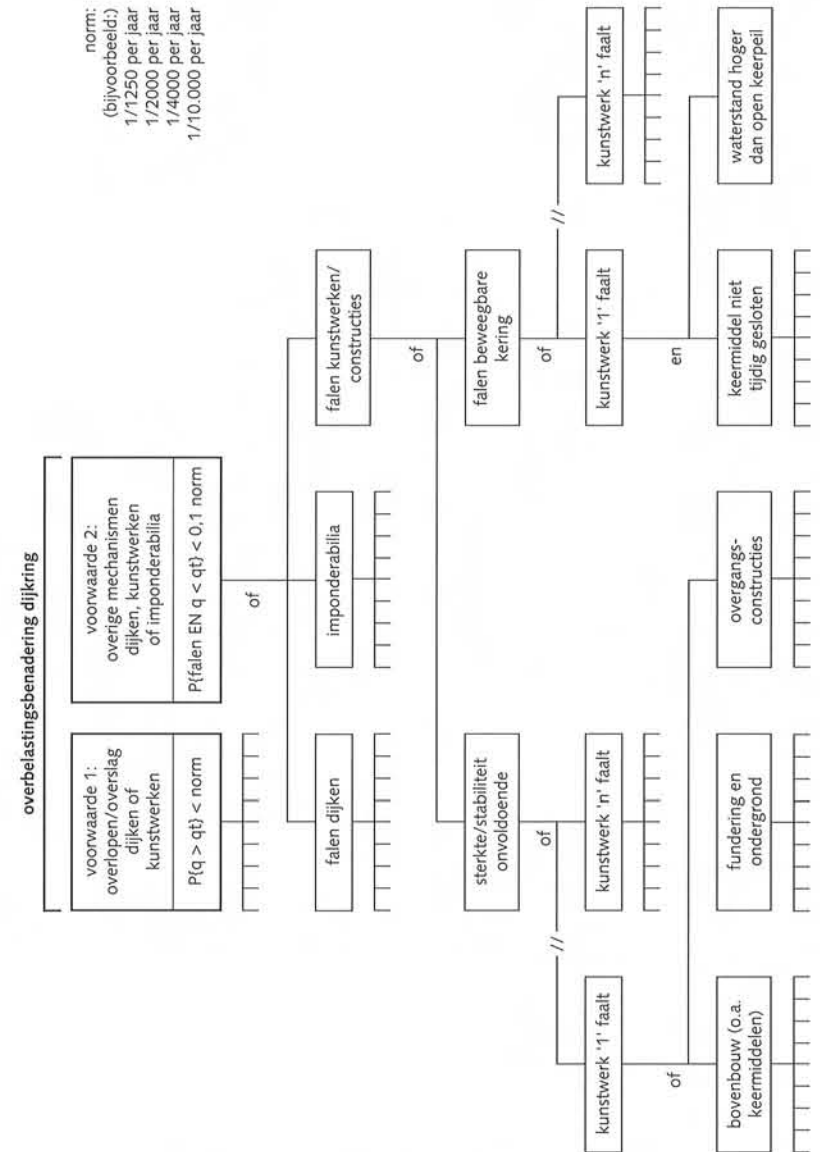 overbelastingsbenadering dijkring
norm:
(bijvoorbeeld:)
1/1250 per jaar
1/2000 per jaar
1/4000 per jaar
1/10.000 per jaar
voorwaarde 1:
overlopen/overslag
dijken of
kunstwerken
P{q > qt} < norm
voorwaarde 2:
overige mechanismen
dijken, kunstwerken
of imponderabilia
P{falen EN q < qt} < 0,1 norm
of
falen dijken
imponderabilia
falen kunstwerken/
constructies
of
sterkte/stabiliteit
onvoldoende
falen beweegbare
kering
of
of
//
//
kunstwerk '1' faalt
kunstwerk 'n' faalt
kunstwerk '1' faalt
kunstwerk 'n' faalt
of
en
bovenbouw (o.a.
keermiddelen)
fundering en
ondergrond
overgangs-
constructies
keermiddel niet
tijdig gesloten
waterstand hoger
dan open keerpeil